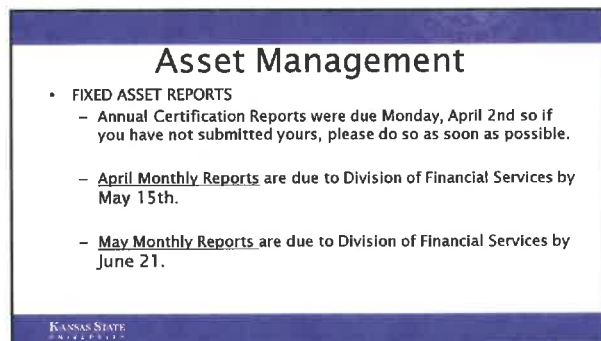 Asset Management
• FIXED ASSET REPORTS
– Annual Certification Reports were due Monday, April 2nd so if
you have not submitted yours, please do so as soon as possible.
– April Monthly Reports are due to Division of Financial Services by
May 15th.
– May Monthly Reports are due to Division of Financial Services by
June 21.
KANSAS STATE
UNIVERSITY